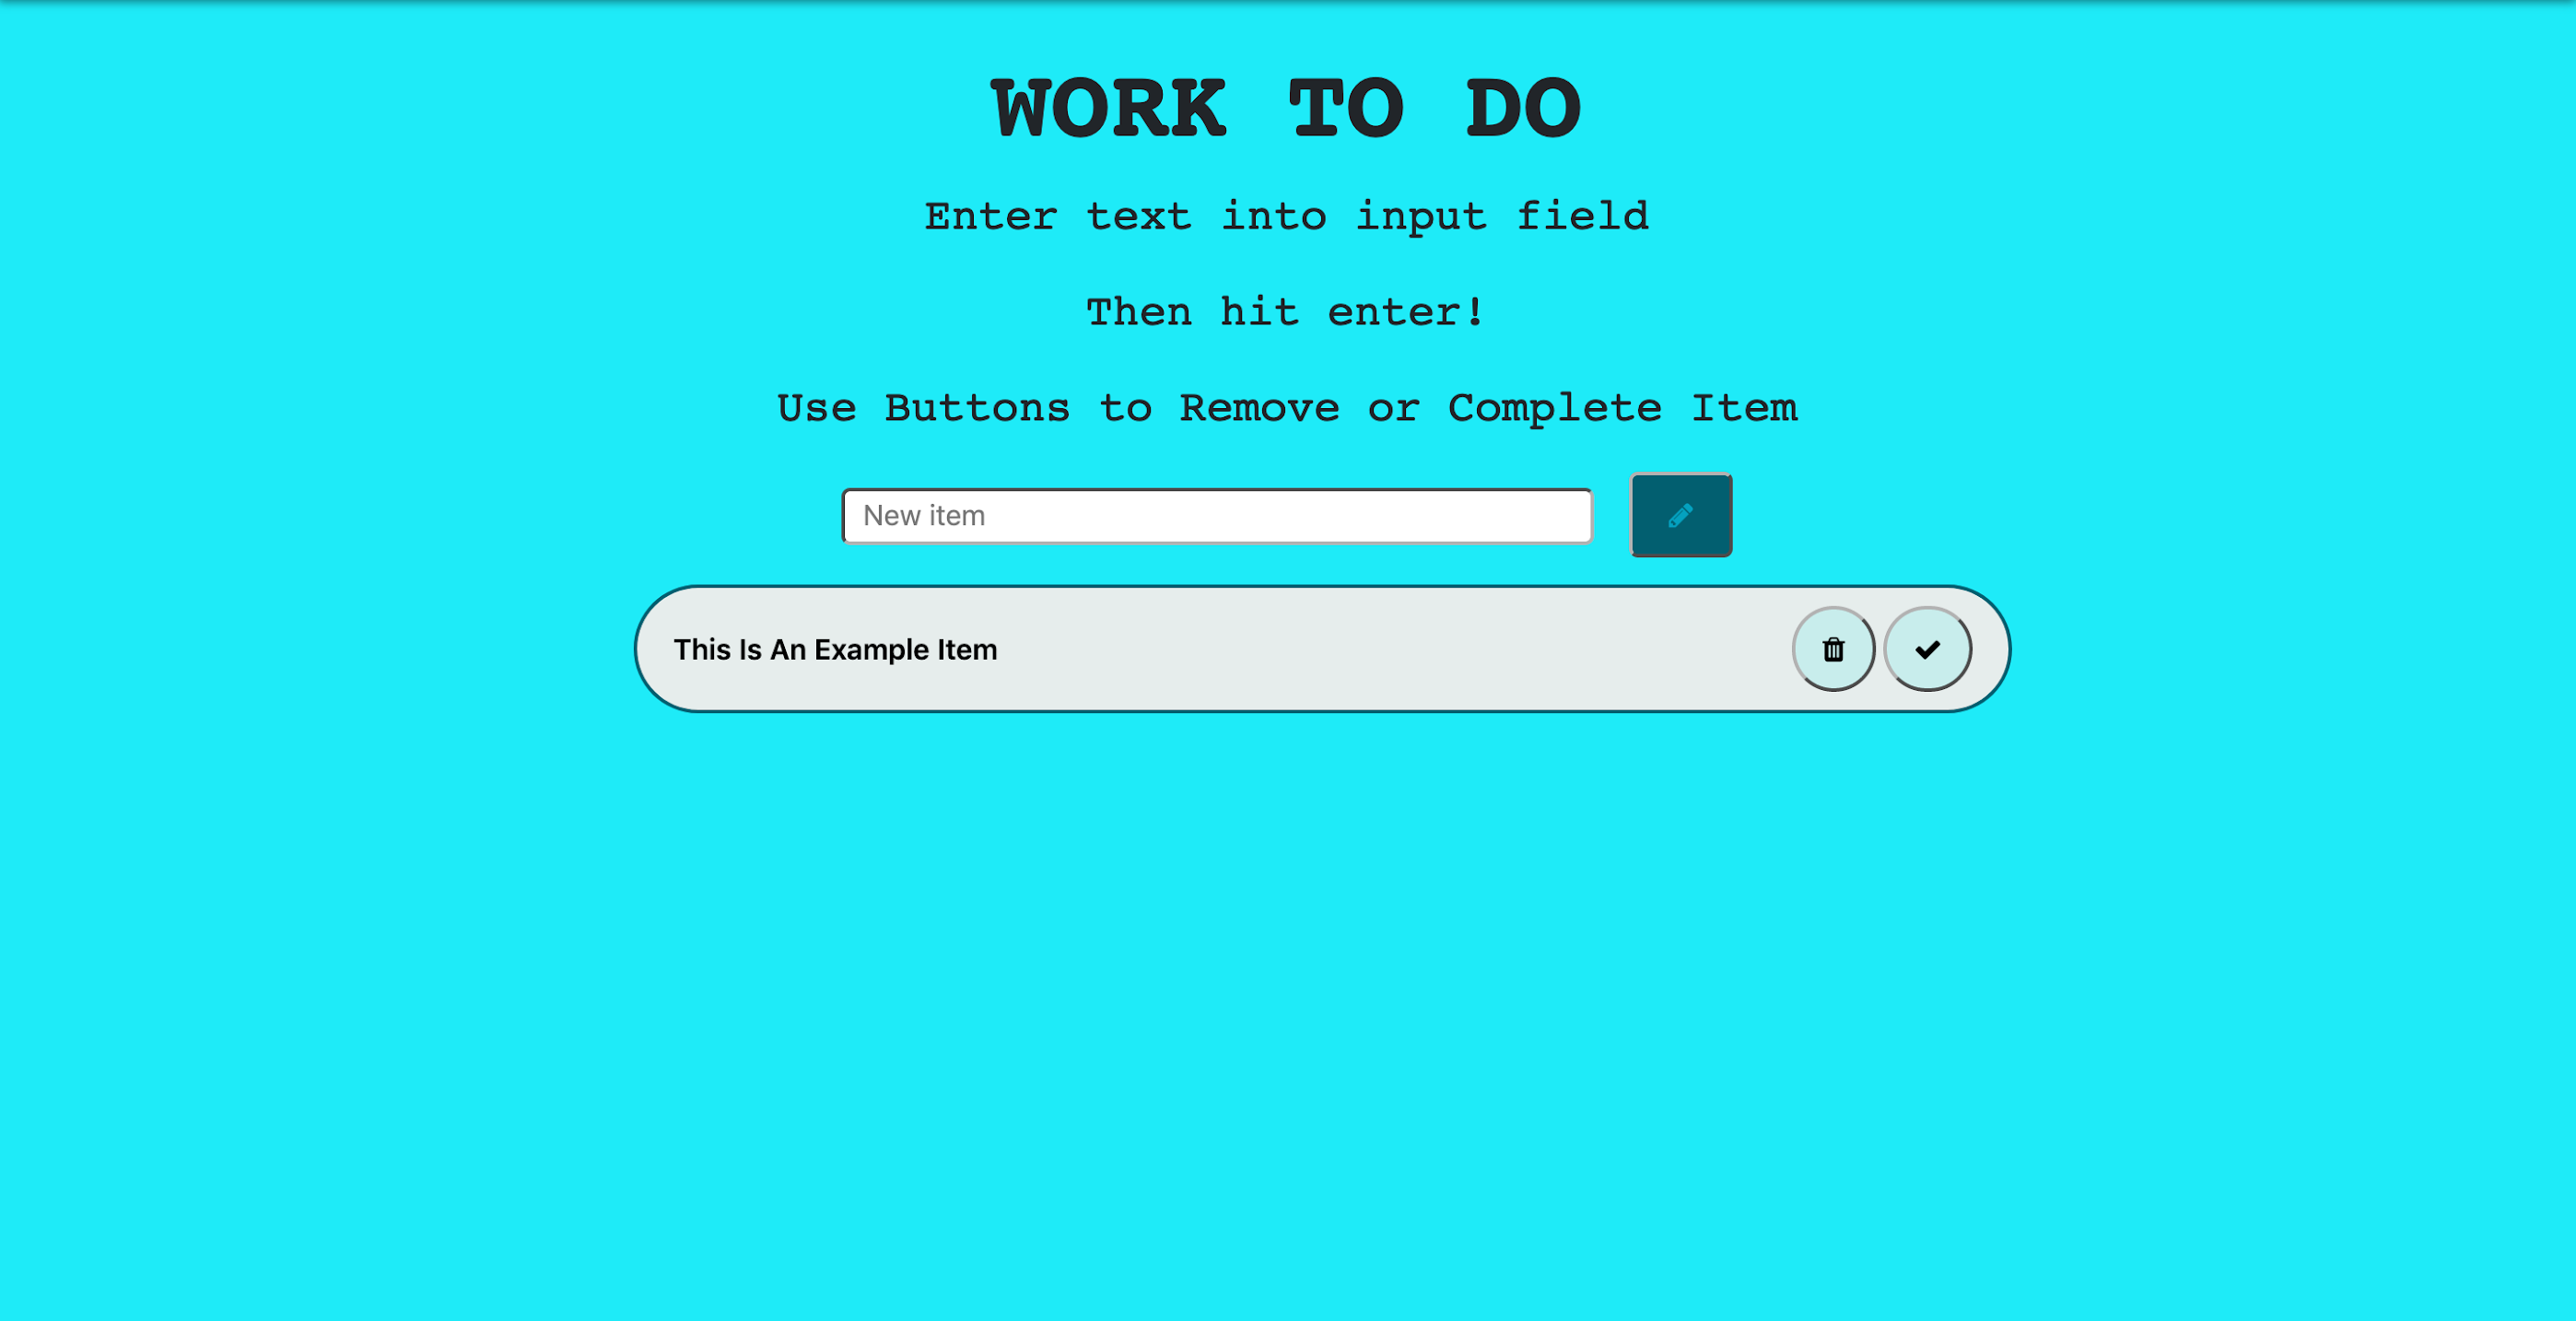 WORK TO DO
Enter text into input field
Then hit enter!
Use Buttons to Remove or Complete Item
New item
This Is An Example Item